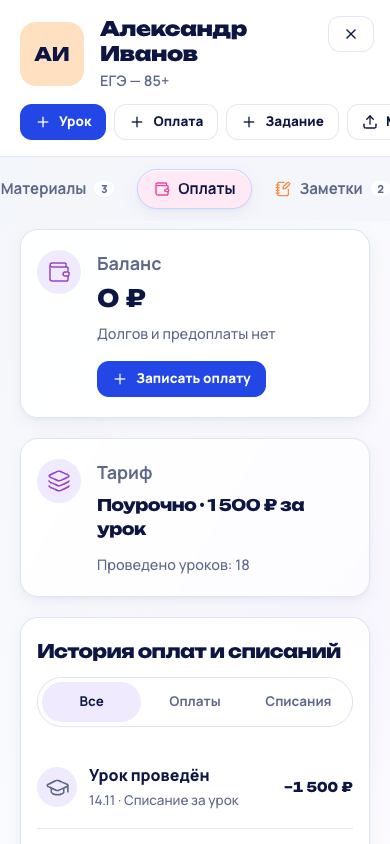 АИ
Александр
Иванов
ЕГЭ — 85+
Урок
Оплата
Задание
Материалы 3
Оплаты
Заметки 2
Баланс
0 ₽
Долгов и предоплаты нет
Записать оплату
Тариф
Поурочно · 1 500 ₽ за
урок
Проведено уроков: 18
История оплат и списаний
Все
Оплаты
Списания
Урок проведён
14.11 · Списание за урок
−1 500 ₽